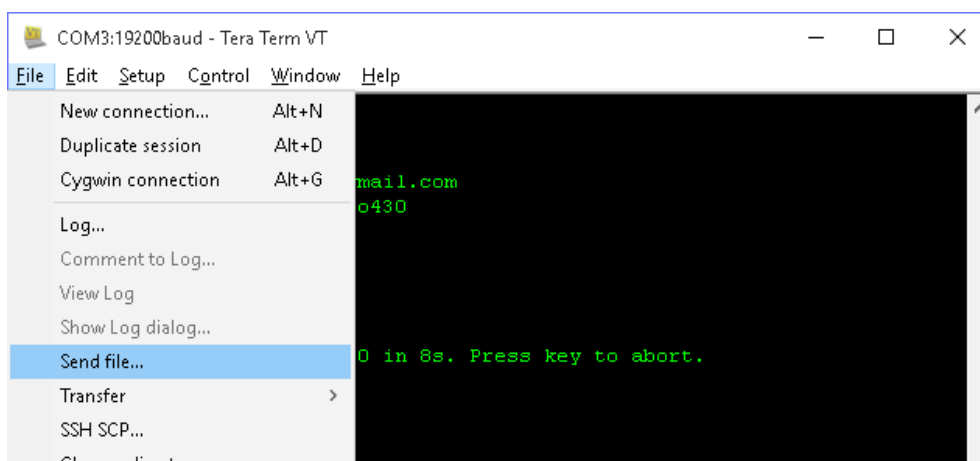 COM3:19200baud - Tera Term VT
File Edit Setup Control Window Help
New connection... Alt+N
Duplicate session Alt+D
Cygwin connection Alt+G
mail.com
o430
Log...
Comment to Log...
View Log
Show Log dialog...
0 in 8s. Press key to abort.
Send file...
Transfer >
SSH SCP...